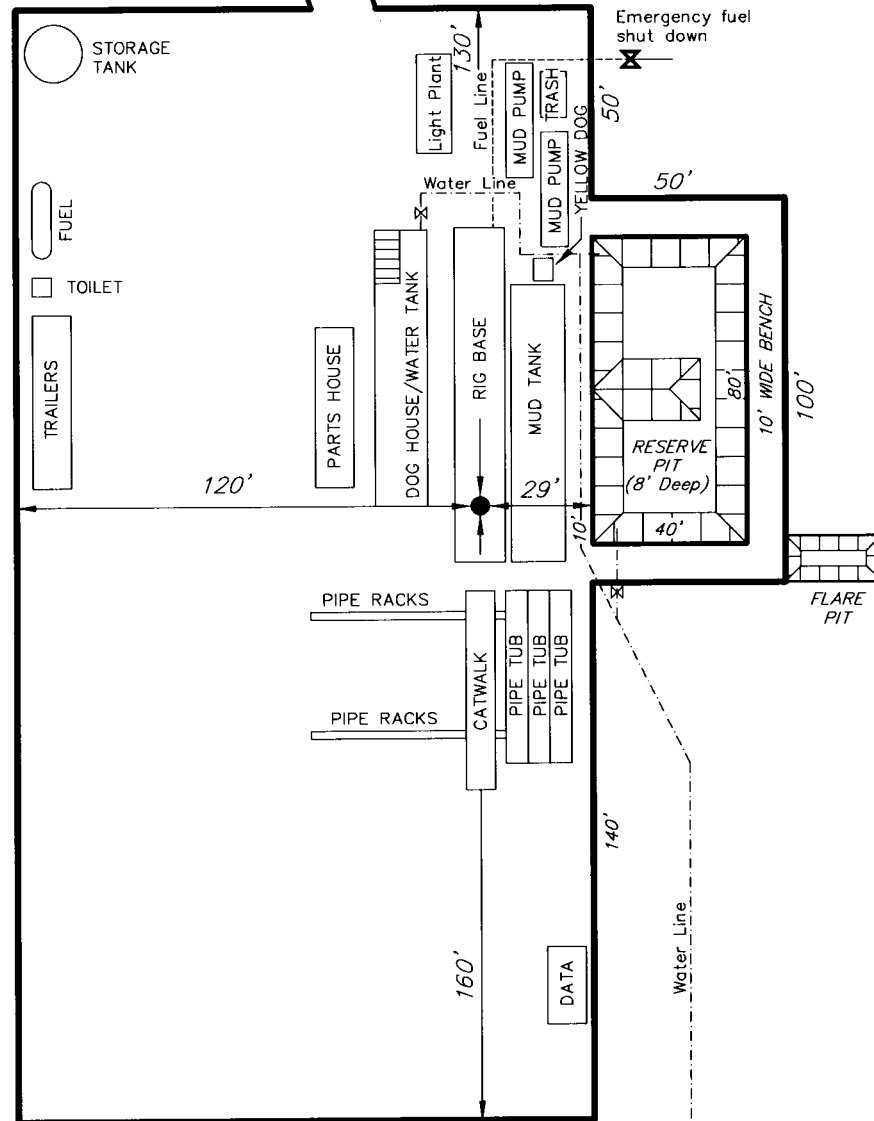 Emergency fuel
shut down
STORAGE
TANK
130'
Light Plant
Fuel Line
MUD PUMP
TRASH
MUD PUMP
YELLOW DOG
50'
50'
Water Line
FUEL
TOILET
TRAILERS
PARTS HOUSE
DOG HOUSE/WATER TANK
RIG BASE
MUD TANK
80'
10' WIDE BENCH
100'
RESERVE
PIT
(8' Deep)
120'
29'
10'
40'
FLARE
PIT
PIPE RACKS
PIPE RACKS
CATWALK
PIPE TUB
PIPE TUB
PIPE TUB
140'
160'
DATA
Water Line